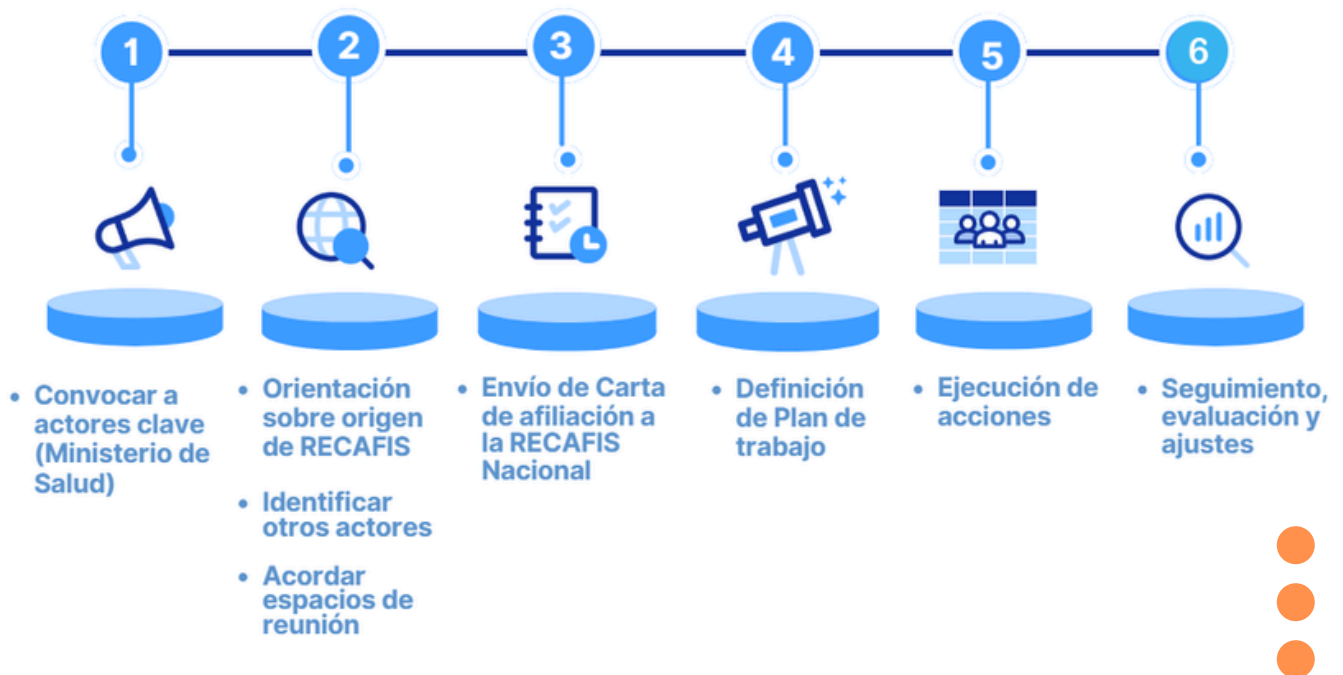 1
2
3
4
5
6
• Convocar a
actores clave
(Ministerio de
Salud)
• Orientación
sobre origen
de RECAFIS
• Identificar
otros actores
• Acordar
espacios de
reunión
• Envío de Carta
de afiliación a
la RECAFIS
Nacional
• Definición
de Plan de
trabajo
• Ejecución de
acciones
• Seguimiento,
evaluación y
ajustes